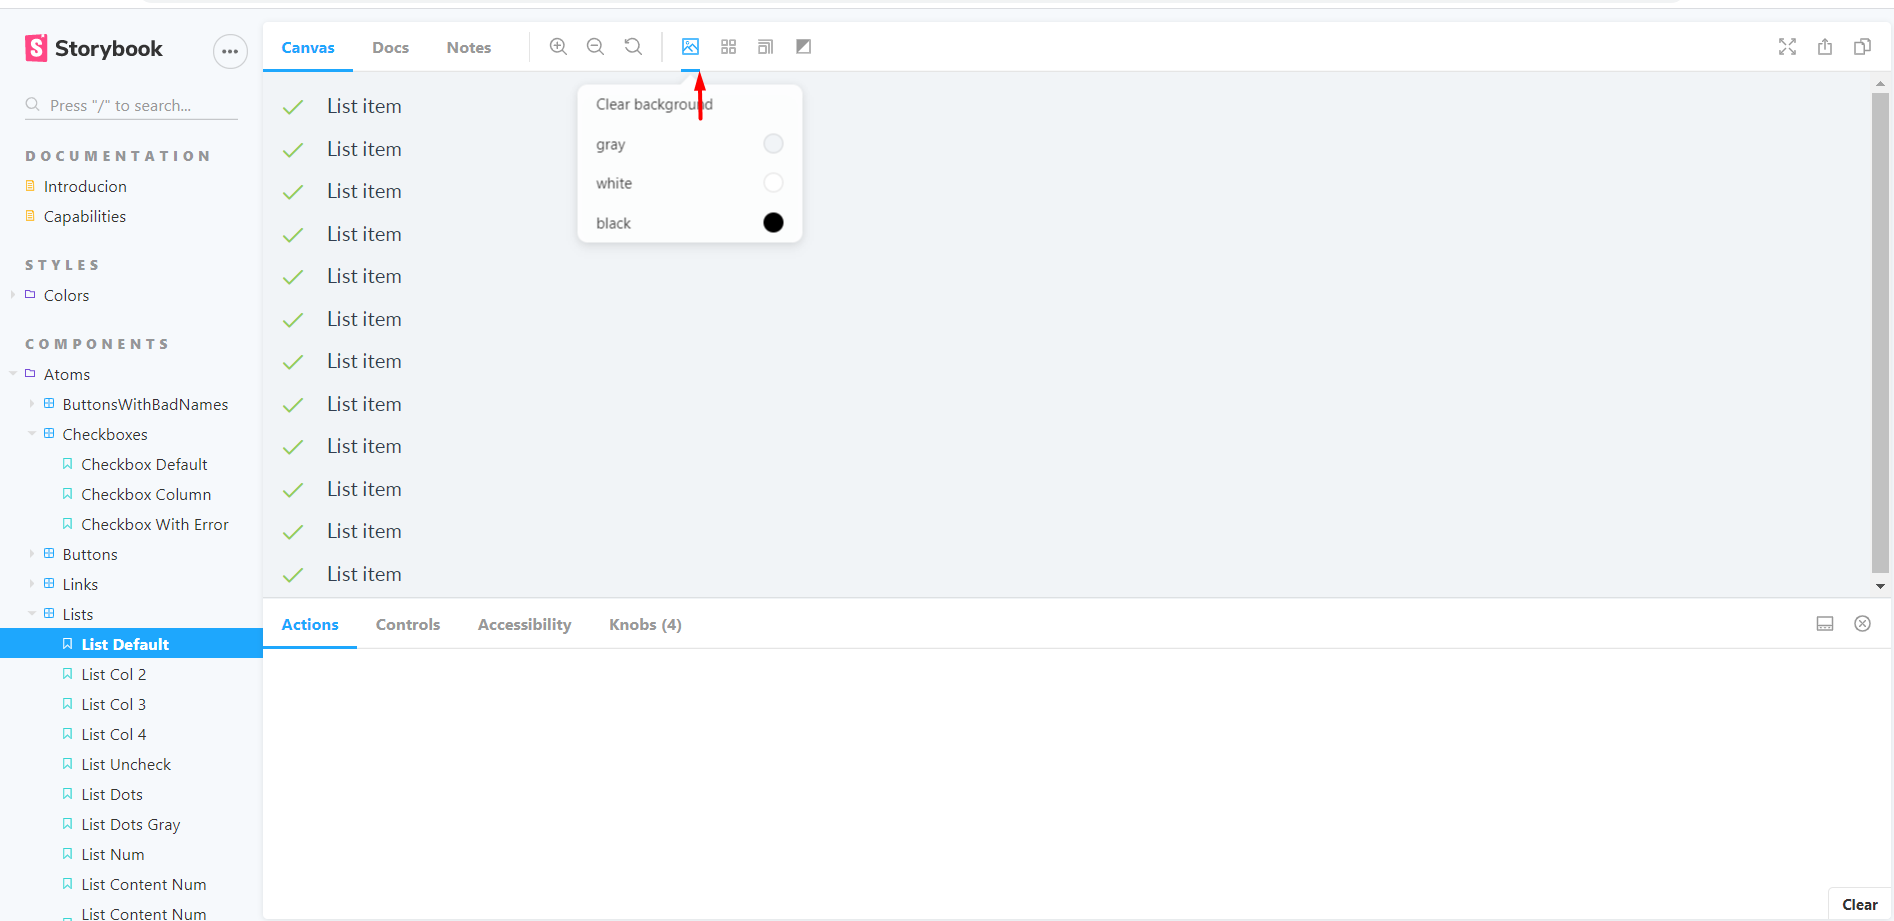 Storybook
Press "/" to search...
DOCUMENTATION
Introducion
Capabilities
STYLES
Colors
COMPONENTS
Atoms
ButtonsWithBadNames
Checkboxes
Checkbox Default
Checkbox Column
Checkbox With Error
Buttons
Links
Lists
List Default
List Col 2
List Col 3
List Col 4
List Uncheck
List Dots
List Dots Gray
List Num
List Content Num
List Content Num
Canvas Docs Notes
Clear background
gray
white
black
List item
List item
List item
List item
List item
List item
List item
List item
List item
List item
List item
List item
Actions Controls Accessibility Knobs (4)
Clear